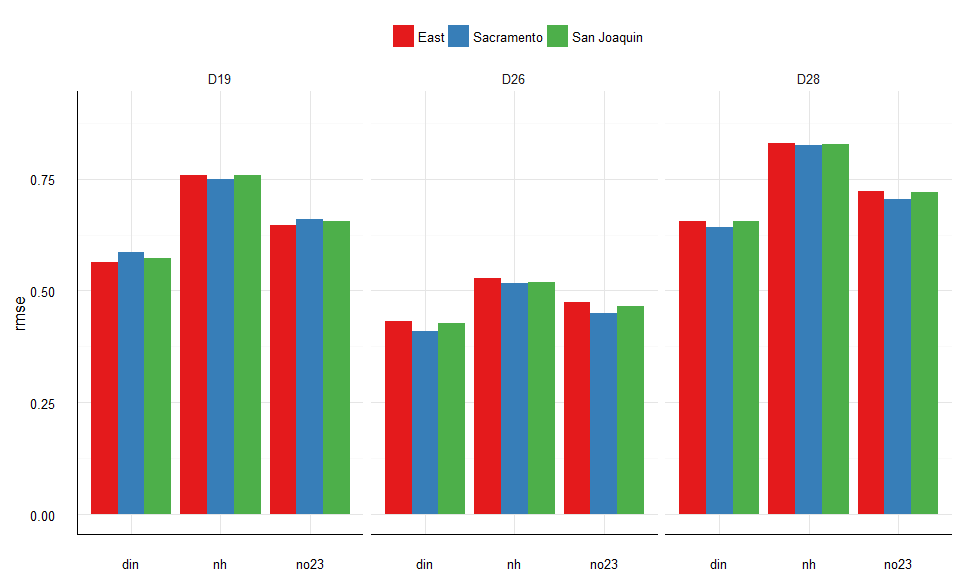 East Sacramento San Joaquin
D19 D26 D28
rmse
0.75
0.50
0.25
0.00
din nh no23 din nh no23 din nh no23